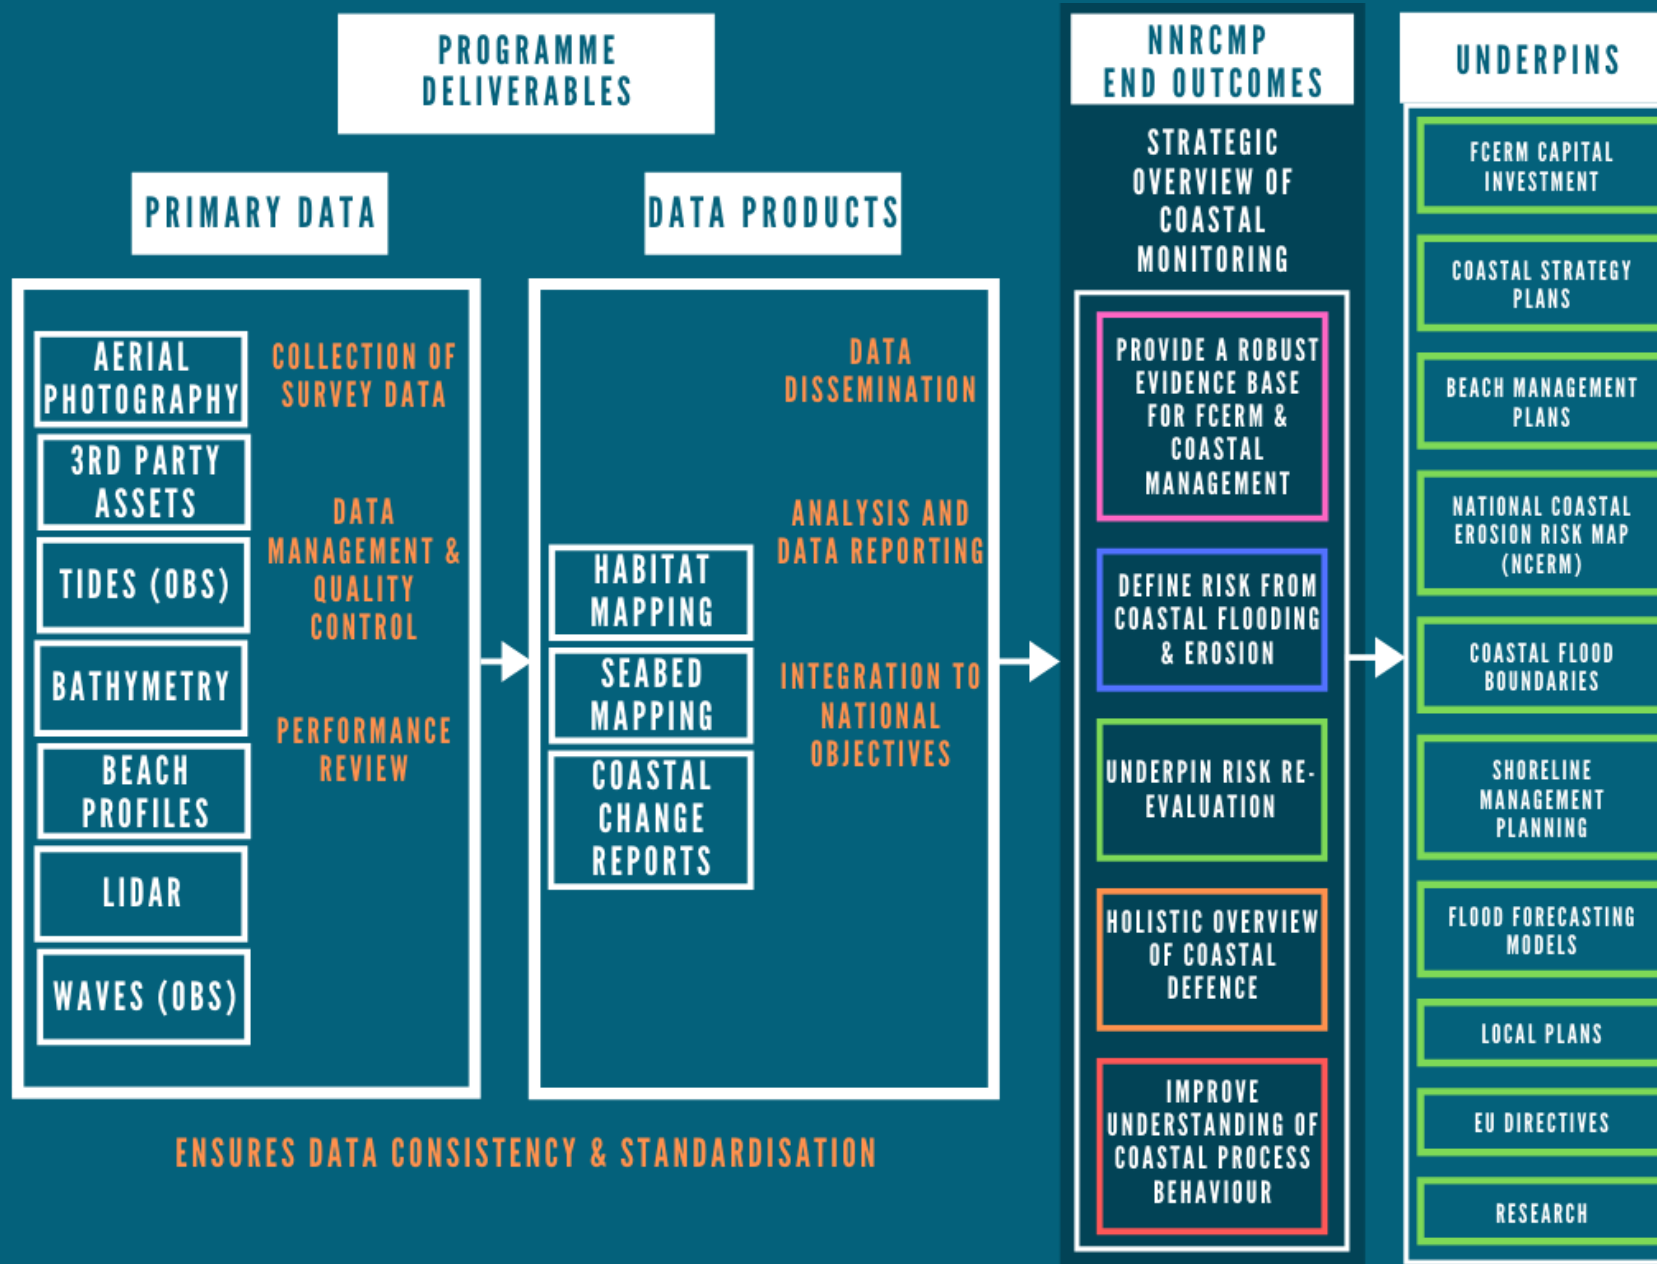 PROGRAMME
DELIVERABLES
PRIMARY DATA
AERIAL
PHOTOGRAPHY
3RD PARTY
ASSETS
TIDES (OBS)
BATHYMETRY
BEACH
PROFILES
LIDAR
WAVES (OBS)
COLLECTION OF
SURVEY DATA
DATA
MANAGEMENT &
QUALITY
CONTROL
PERFORMANCE
REVIEW
DATA PRODUCTS
HABITAT
MAPPING
SEABED
MAPPING
COASTAL
CHANGE
REPORTS
DATA
DISSEMINATION
ANALYSIS AND
DATA REPORTING
INTEGRATION TO
NATIONAL
OBJECTIVES
ENSURES DATA CONSISTENCY & STANDARDISATION
NNRCMP
END OUTCOMES
STRATEGIC
OVERVIEW OF
COASTAL
MONITORING
PROVIDE A ROBUST
EVIDENCE BASE
FOR FCERM &
COASTAL
MANAGEMENT
DEFINE RISK FROM
COASTAL FLOODING
& EROSION
UNDERPIN RISK RE-
EVALUATION
HOLISTIC OVERVIEW
OF COASTAL
DEFENCE
IMPROVE
UNDERSTANDING OF
COASTAL PROCESS
BEHAVIOUR
UNDERPINS
FCERM CAPITAL
INVESTMENT
COASTAL STRATEGY
PLANS
BEACH MANAGEMENT
PLANS
NATIONAL COASTAL
EROSION RISK MAP
(NCERM)
COASTAL FLOOD
BOUNDARIES
SHORELINE
MANAGEMENT
PLANNING
FLOOD FORECASTING
MODELS
LOCAL PLANS
EU DIRECTIVES
RESEARCH